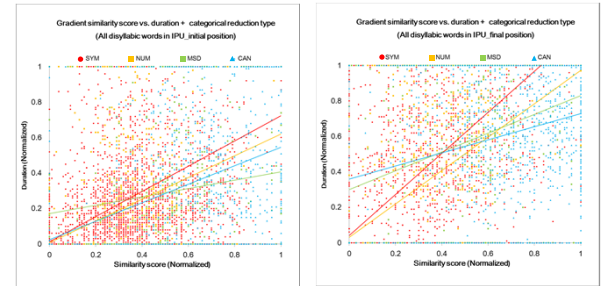 Gradient similarity score vs. duration + categorical reduction type
(All disyllabic words in IPU_initial position)
SYM NUM MSD CAN
Duration (Normalized)
1
0.8
0.6
0.4
0.2
0
0 0.2 0.4 0.6 0.8 1
Similarity score (Normalized)
Gradient similarity score vs. duration + categorical reduction type
(All disyllabic words in IPU_final position)
SYM NUM MSD CAN
Duration (Normalized)
1
0.8
0.6
0.4
0.2
0
0 0.2 0.4 0.6 0.8 1
Similarity score (Normalized)